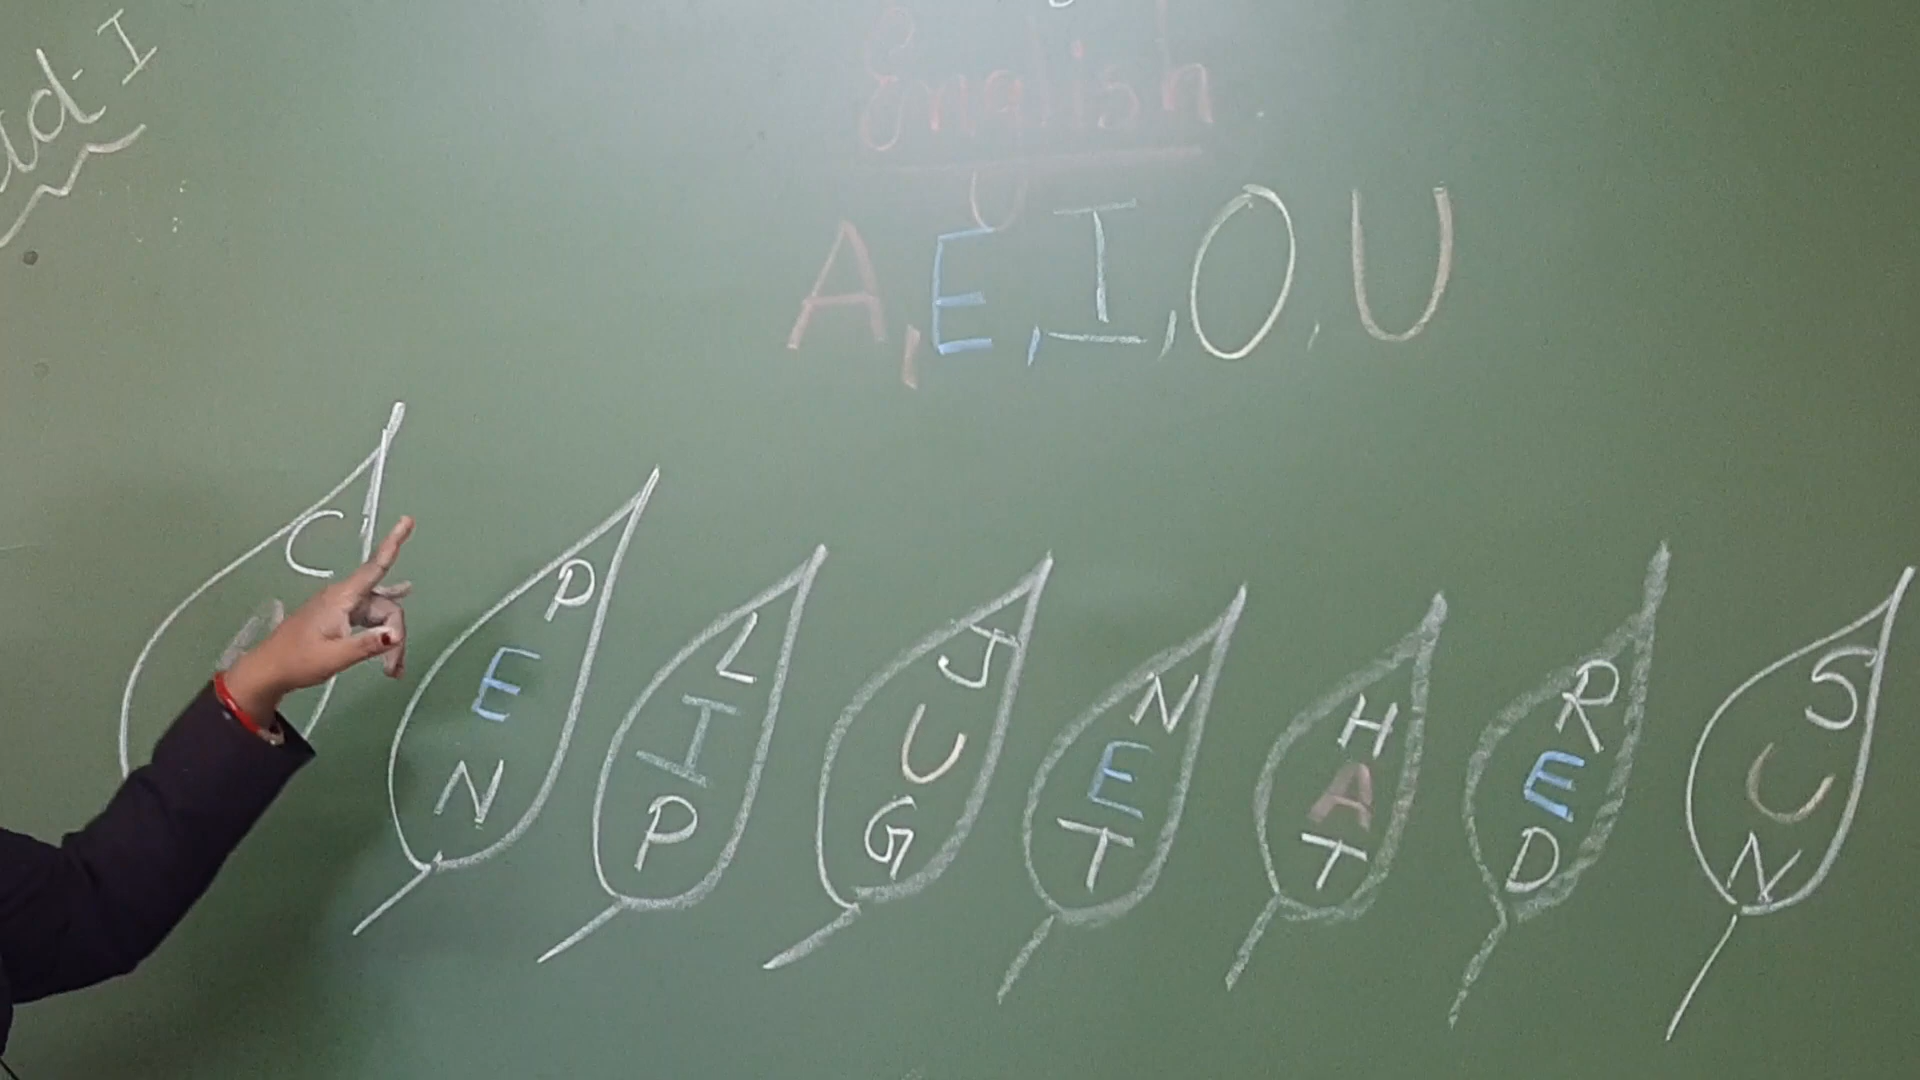 English
A, E, I, O, U
C
PEN
LIP
JUG
NET
HAT
RED
SUN